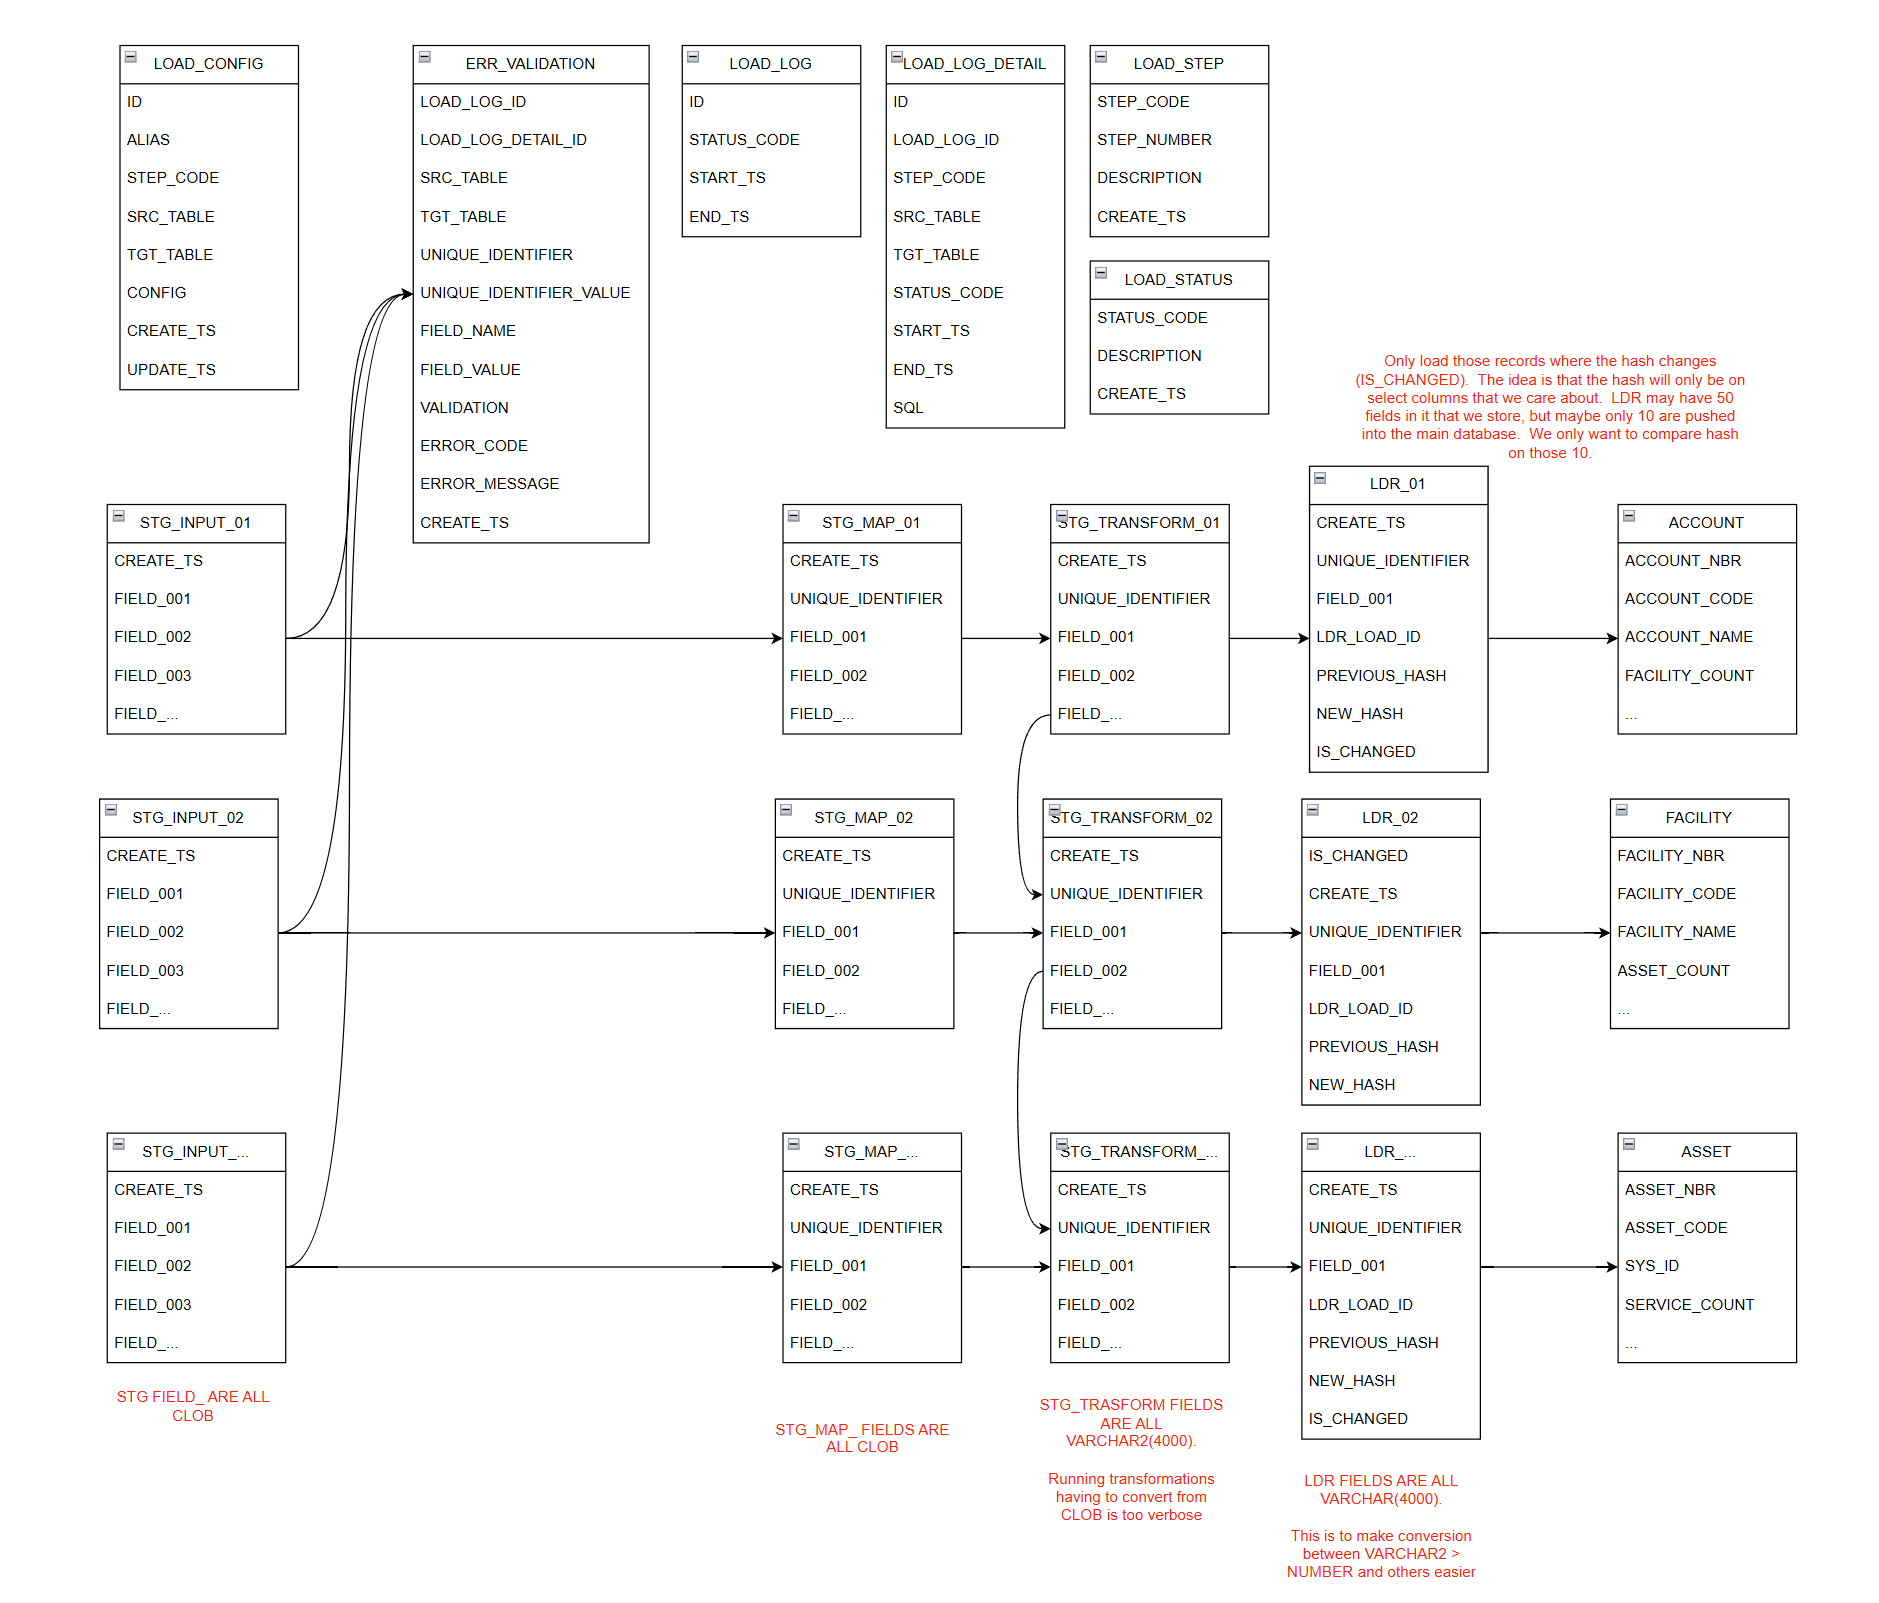 LOAD_CONFIG
ID
ALIAS
STEP_CODE
SRC_TABLE
TGT_TABLE
CONFIG
CREATE_TS
UPDATE_TS
ERR_VALIDATION
LOAD_LOG_ID
LOAD_LOG_DETAIL_ID
SRC_TABLE
TGT_TABLE
UNIQUE_IDENTIFIER
UNIQUE_IDENTIFIER_VALUE
FIELD_NAME
FIELD_VALUE
VALIDATION
ERROR_CODE
ERROR_MESSAGE
CREATE_TS
LOAD_LOG
ID
STATUS_CODE
START_TS
END_TS
LOAD_LOG_DETAIL
ID
LOAD_LOG_ID
STEP_CODE
SRC_TABLE
TGT_TABLE
STATUS_CODE
START_TS
END_TS
SQL
LOAD_STEP
STEP_CODE
STEP_NUMBER
DESCRIPTION
CREATE_TS
LOAD_STATUS
STATUS_CODE
DESCRIPTION
CREATE_TS
Only load those records where the hash changes
(IS_CHANGED). The idea is that the hash will only be on
select columns that we care about. LDR may have 50
fields in it that we store, but maybe only 10 are pushed
into the main database. We only want to compare hash
on those 10.
STG_INPUT_01
CREATE_TS
FIELD_001
FIELD_002
FIELD_003
FIELD_...
STG_MAP_01
CREATE_TS
UNIQUE_IDENTIFIER
FIELD_001
FIELD_002
FIELD_...
STG_TRANSFORM_01
CREATE_TS
UNIQUE_IDENTIFIER
FIELD_001
FIELD_002
FIELD_...
LDR_01
CREATE_TS
UNIQUE_IDENTIFIER
FIELD_001
LDR_LOAD_ID
PREVIOUS_HASH
NEW_HASH
IS_CHANGED
ACCOUNT
ACCOUNT_NBR
ACCOUNT_CODE
ACCOUNT_NAME
FACILITY_COUNT
...
STG_INPUT_02
CREATE_TS
FIELD_001
FIELD_002
FIELD_003
FIELD_...
STG_MAP_02
CREATE_TS
UNIQUE_IDENTIFIER
FIELD_001
FIELD_002
FIELD_...
STG_TRANSFORM_02
CREATE_TS
UNIQUE_IDENTIFIER
FIELD_001
FIELD_002
FIELD_...
LDR_02
IS_CHANGED
CREATE_TS
UNIQUE_IDENTIFIER
FIELD_001
LDR_LOAD_ID
PREVIOUS_HASH
NEW_HASH
FACILITY
FACILITY_NBR
FACILITY_CODE
FACILITY_NAME
ASSET_COUNT
...
STG_INPUT_...
CREATE_TS
FIELD_001
FIELD_002
FIELD_003
FIELD_...
STG_MAP_...
CREATE_TS
UNIQUE_IDENTIFIER
FIELD_001
FIELD_002
FIELD_...
STG_TRANSFORM_...
CREATE_TS
UNIQUE_IDENTIFIER
FIELD_001
FIELD_002
FIELD_...
LDR_...
CREATE_TS
UNIQUE_IDENTIFIER
FIELD_001
LDR_LOAD_ID
PREVIOUS_HASH
NEW_HASH
IS_CHANGED
ASSET
ASSET_NBR
ASSET_CODE
SYS_ID
SERVICE_COUNT
...
STG FIELD_ ARE ALL
CLOB
STG_MAP_ FIELDS ARE
ALL CLOB
STG_TRASFORM FIELDS
ARE ALL
VARCHAR2(4000).
Running transformations
having to convert from
CLOB is too verbose
LDR FIELDS ARE ALL
VARCHAR(4000).
This is to make conversion
between VARCHAR2 >
NUMBER and others easier